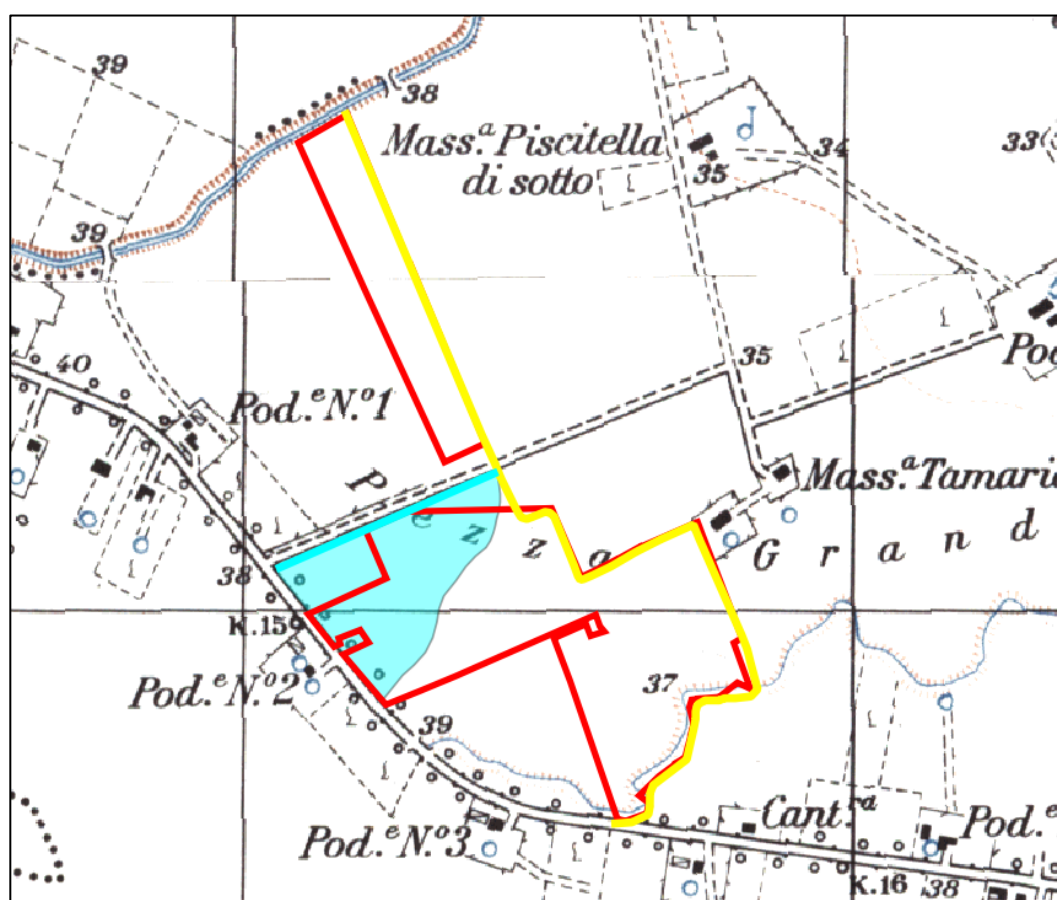 39
38
Mass.ª Piscitella
di sotto
34
33
35
39
35
40
Pod.ᵉ N.º 1
Pod
Mass.ª Tamaric
P e z z a
G r a n d
38
K.15
Pod.ᵉ N.º 2
37
39
Pod.ᵉ N.º 3
Cant.ʳᵃ
Pod.ᵉ
K.16
38